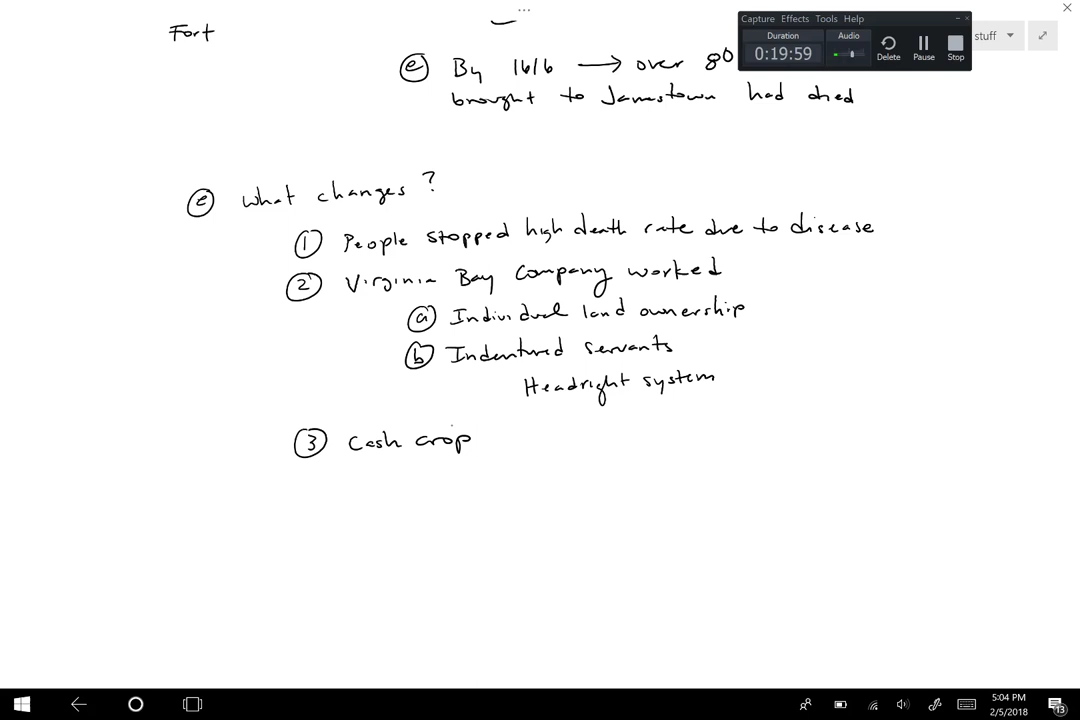 Capture Effects Tools Help
Duration Audio
0:19:59
Delete Pause Stop
stuff
Fort
e By 1616 → over 80
brought to Jamestown had died
e What changes?
1 People stopped high death rate due to disease
2 Virginia Bay Company worked
a Individual land ownership
b Indentured servants
Headright system
3 Cash crop
5:04 PM
2/5/2018
13